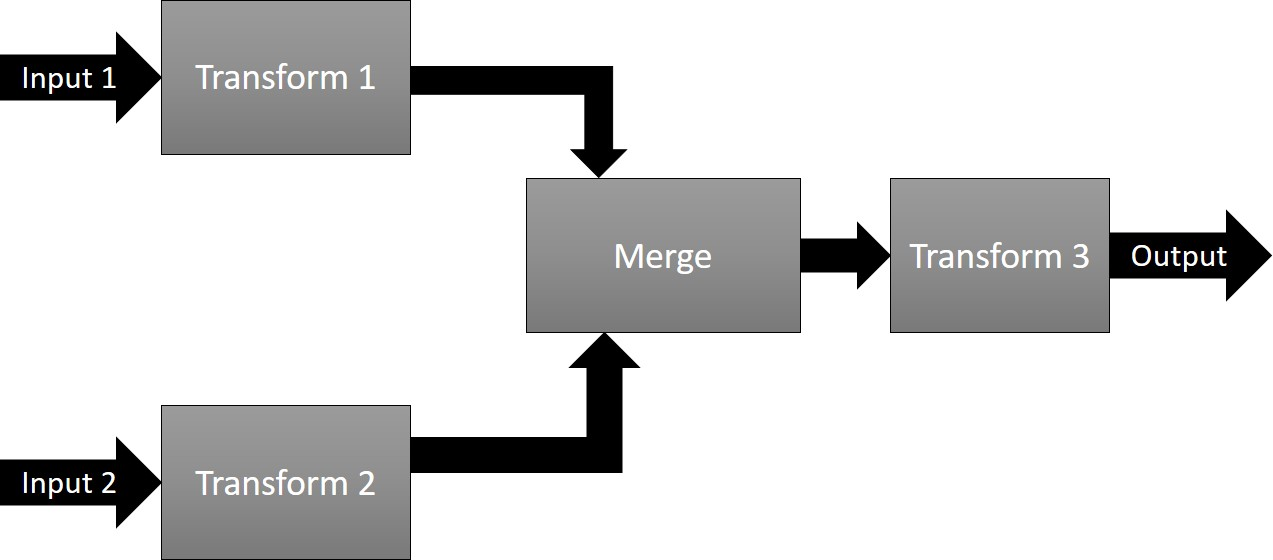 Input 1
Transform 1
Merge
Transform 3
Output
Input 2
Transform 2